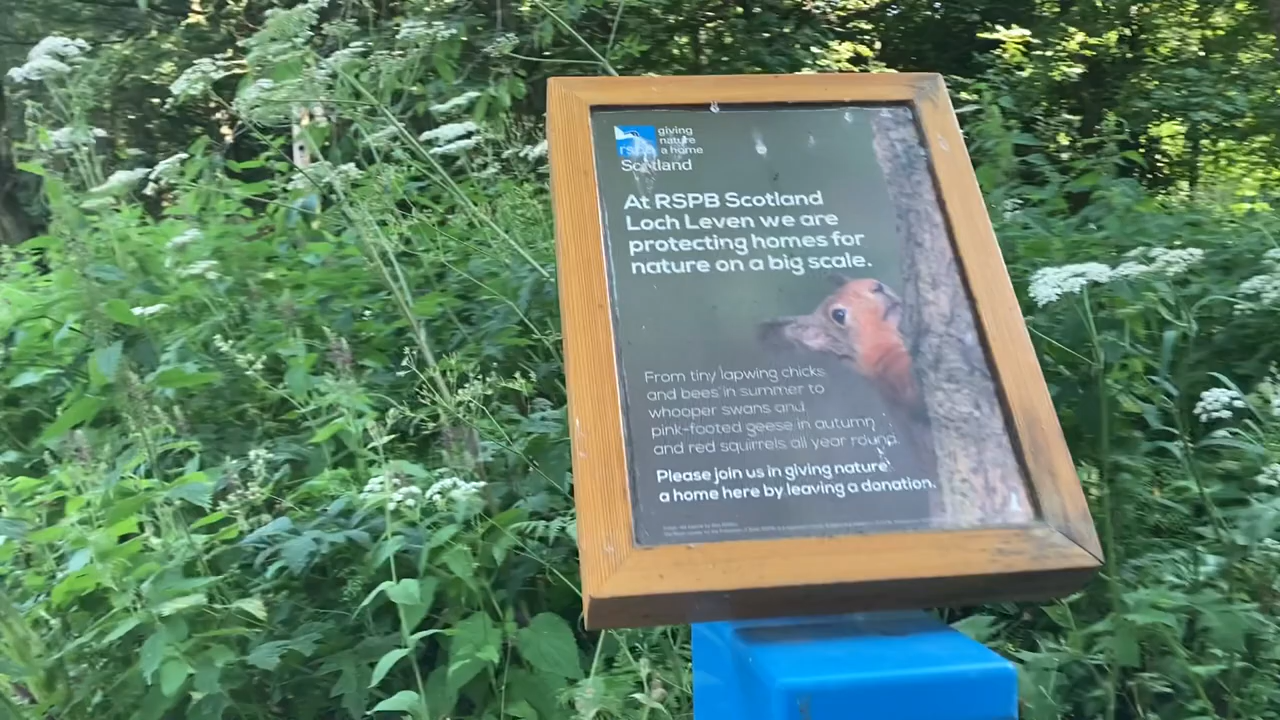 giving
nature
a home
rspb
Scotland
At RSPB Scotland
Loch Leven we are
protecting homes for
nature on a big scale.
From tiny lapwing chicks
and bees in summer to
whooper swans and
pink-footed geese in autumn
and red squirrels all year round.
Please join us in giving nature
a home here by leaving a donation.